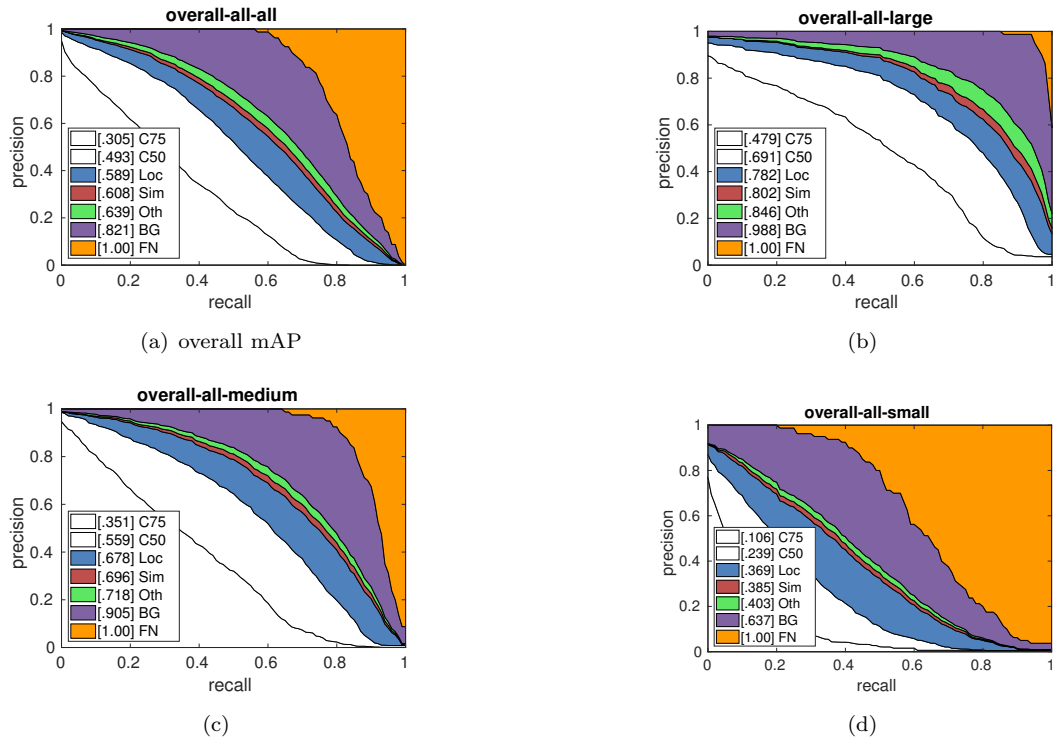 overall-all-all
1
0.8
0.6
0.4
0.2
0
precision
[.305] C75
[.493] C50
[.589] Loc
[.608] Sim
[.639] Oth
[.821] BG
[1.00] FN
0 0.2 0.4 0.6 0.8 1
recall
(a) overall mAP
overall-all-large
1
0.8
0.6
0.4
0.2
0
precision
[.479] C75
[.691] C50
[.782] Loc
[.802] Sim
[.846] Oth
[.988] BG
[1.00] FN
0 0.2 0.4 0.6 0.8 1
recall
(b)
overall-all-medium
1
0.8
0.6
0.4
0.2
0
precision
[.351] C75
[.559] C50
[.678] Loc
[.696] Sim
[.718] Oth
[.905] BG
[1.00] FN
0 0.2 0.4 0.6 0.8 1
recall
(c)
overall-all-small
1
0.8
0.6
0.4
0.2
0
precision
[.106] C75
[.239] C50
[.369] Loc
[.385] Sim
[.403] Oth
[.637] BG
[1.00] FN
0 0.2 0.4 0.6 0.8 1
recall
(d)